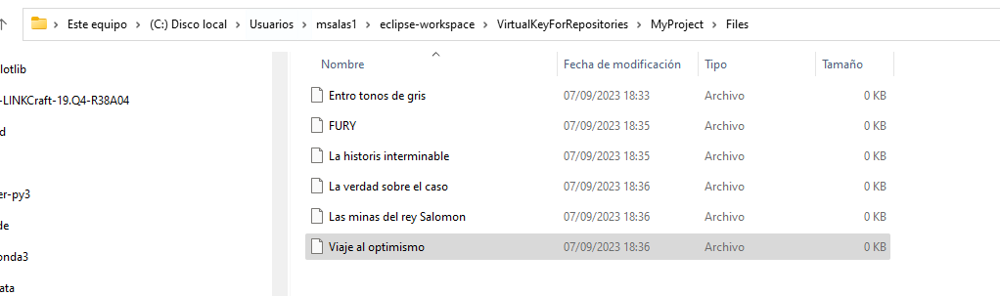 Este equipo > (C:) Disco local > Usuarios > msalas1 > eclipse-workspace > VirtualKeyForRepositories > MyProject > Files
Nombre Fecha de modificación Tipo Tamaño
lotlib
-LINKCraft-19.Q4-R38A04
d
er-py3
de
onda3
ata
Entro tonos de gris 07/09/2023 18:33 Archivo 0 KB
FURY 07/09/2023 18:35 Archivo 0 KB
La historis interminable 07/09/2023 18:35 Archivo 0 KB
La verdad sobre el caso 07/09/2023 18:36 Archivo 0 KB
Las minas del rey Salomon 07/09/2023 18:36 Archivo 0 KB
Viaje al optimismo 07/09/2023 18:36 Archivo 0 KB